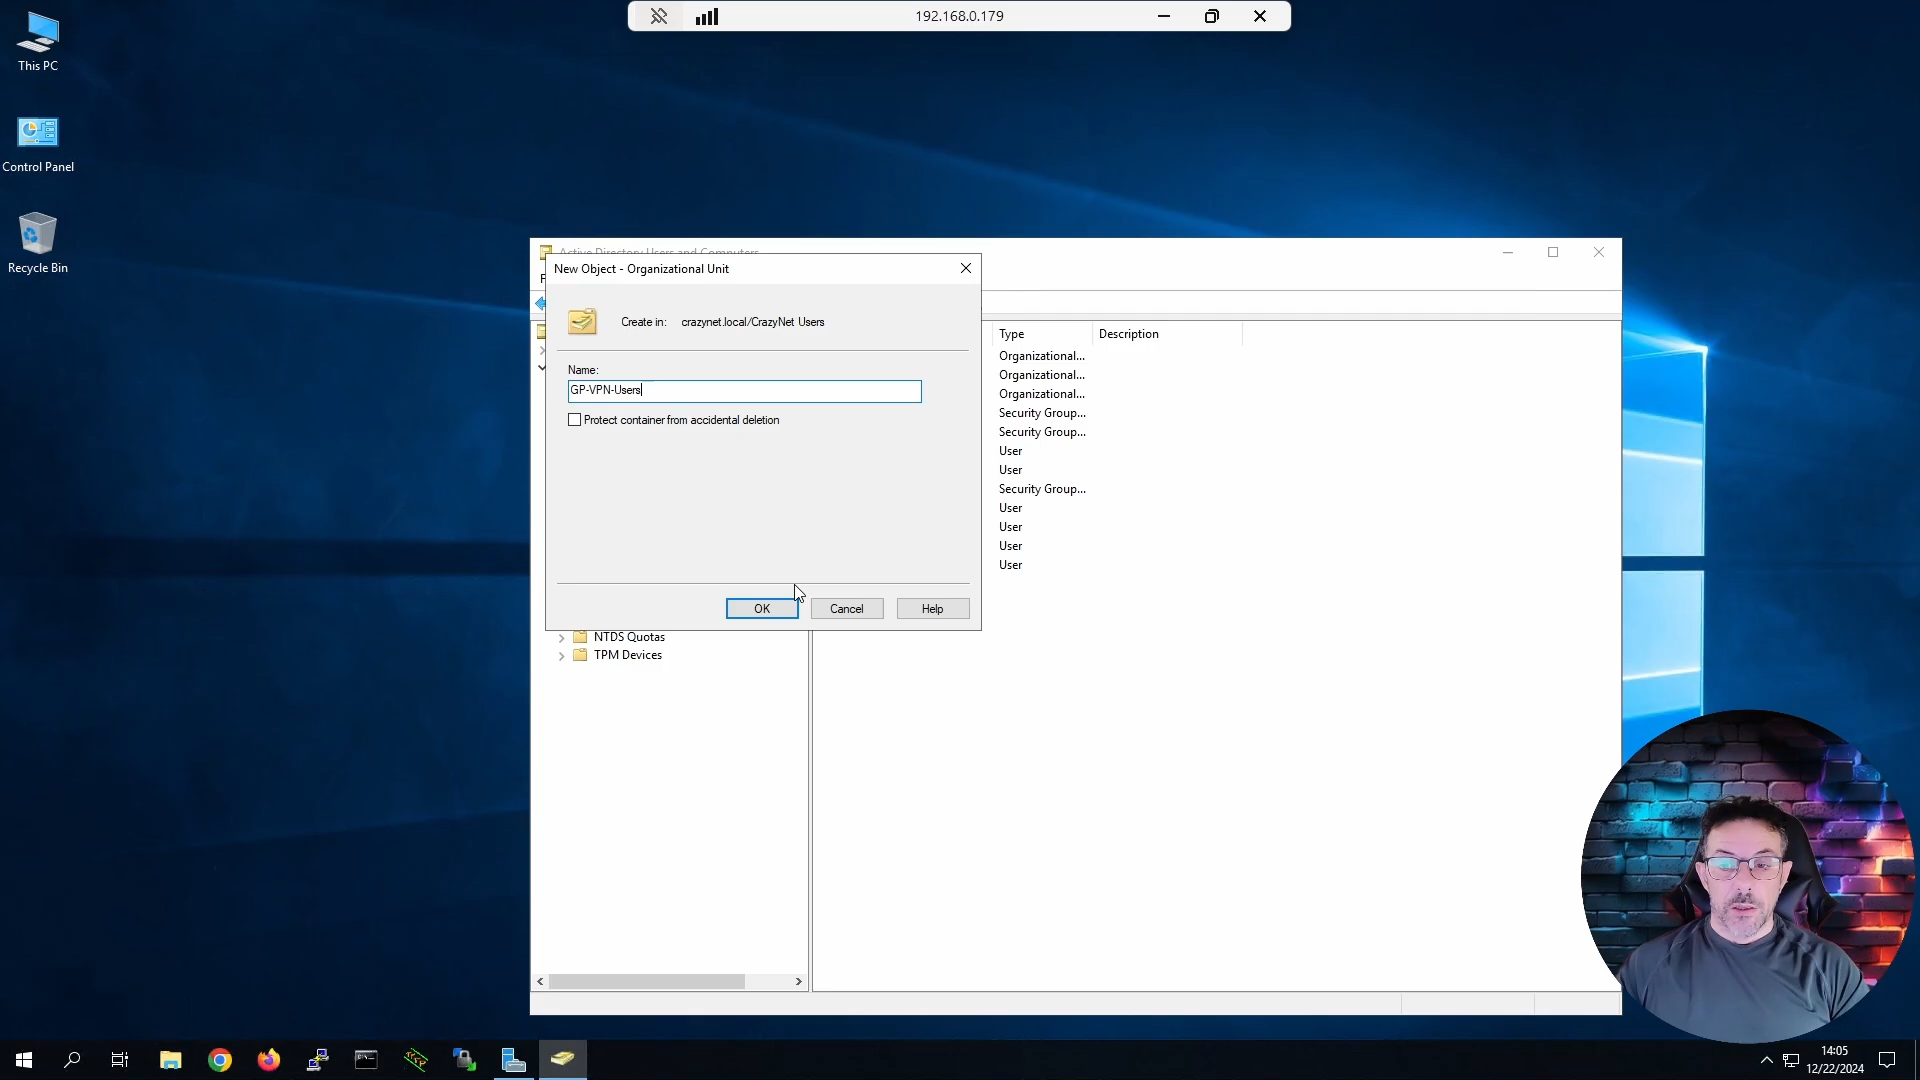 192.168.0.179
This PC
Control Panel
Recycle Bin
Active Directory Users and Computers
New Object - Organizational Unit
Create in: crazynet.local/CrazyNet Users
Name:
GP-VPN-Users
Protect container from accidental deletion
OK
Cancel
Help
Type
Description
Organizational...
Organizational...
Organizational...
Security Group...
Security Group...
User
User
Security Group...
User
User
User
User
NTDS Quotas
TPM Devices
14:05
12/22/2024